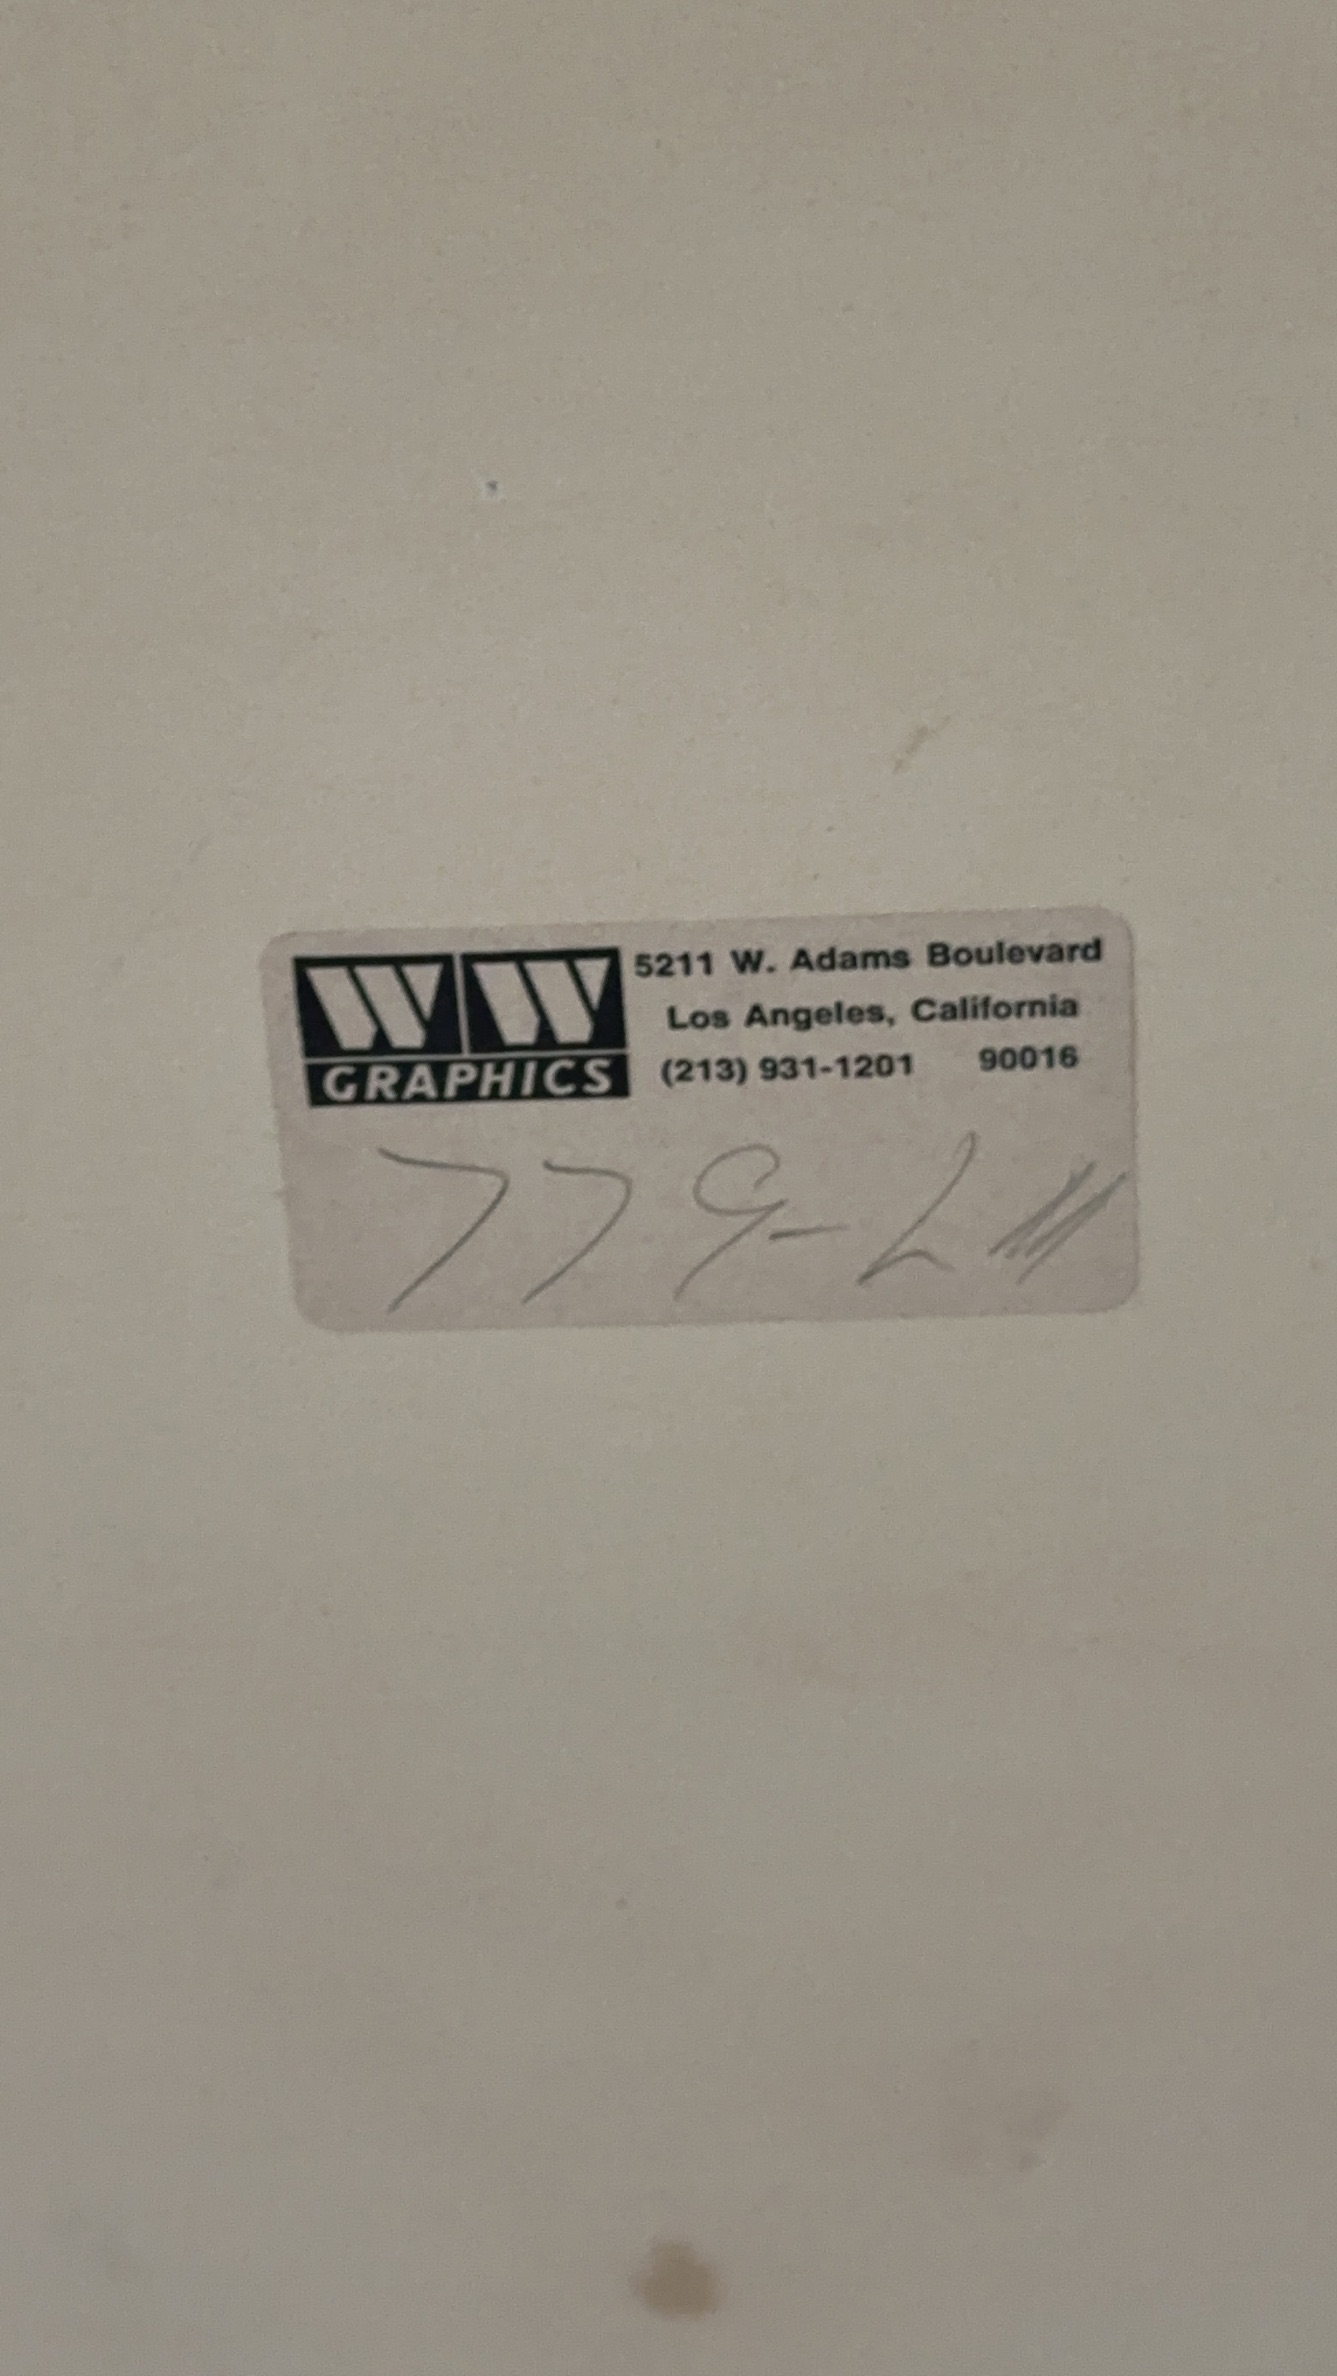 WW
GRAPHICS
5211 W. Adams Boulevard
Los Angeles, California
(213) 931-1201 90016
779-L